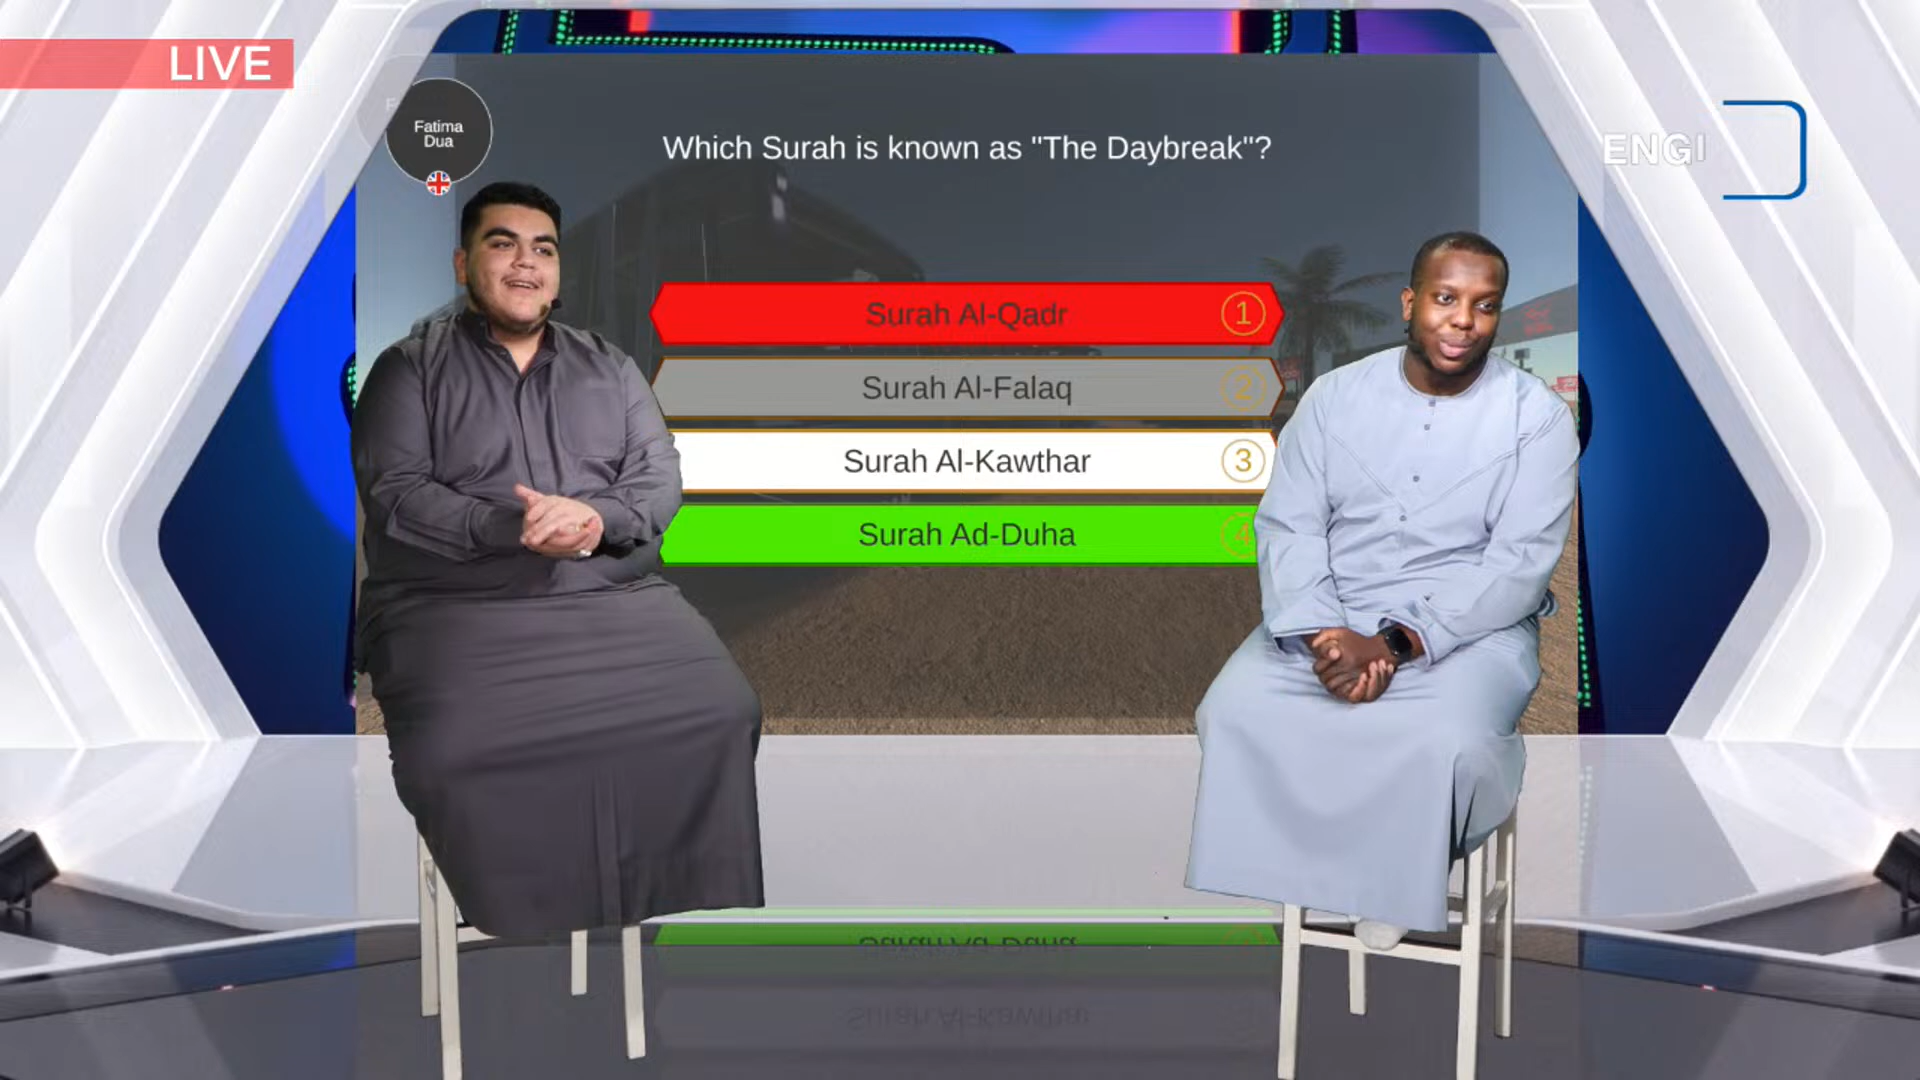 LIVE
Fatima
Dua
Which Surah is known as "The Daybreak"?
ENGI
Surah Al-Qadr 1
Surah Al-Falaq 2
Surah Al-Kawthar 3
Surah Ad-Duha 4